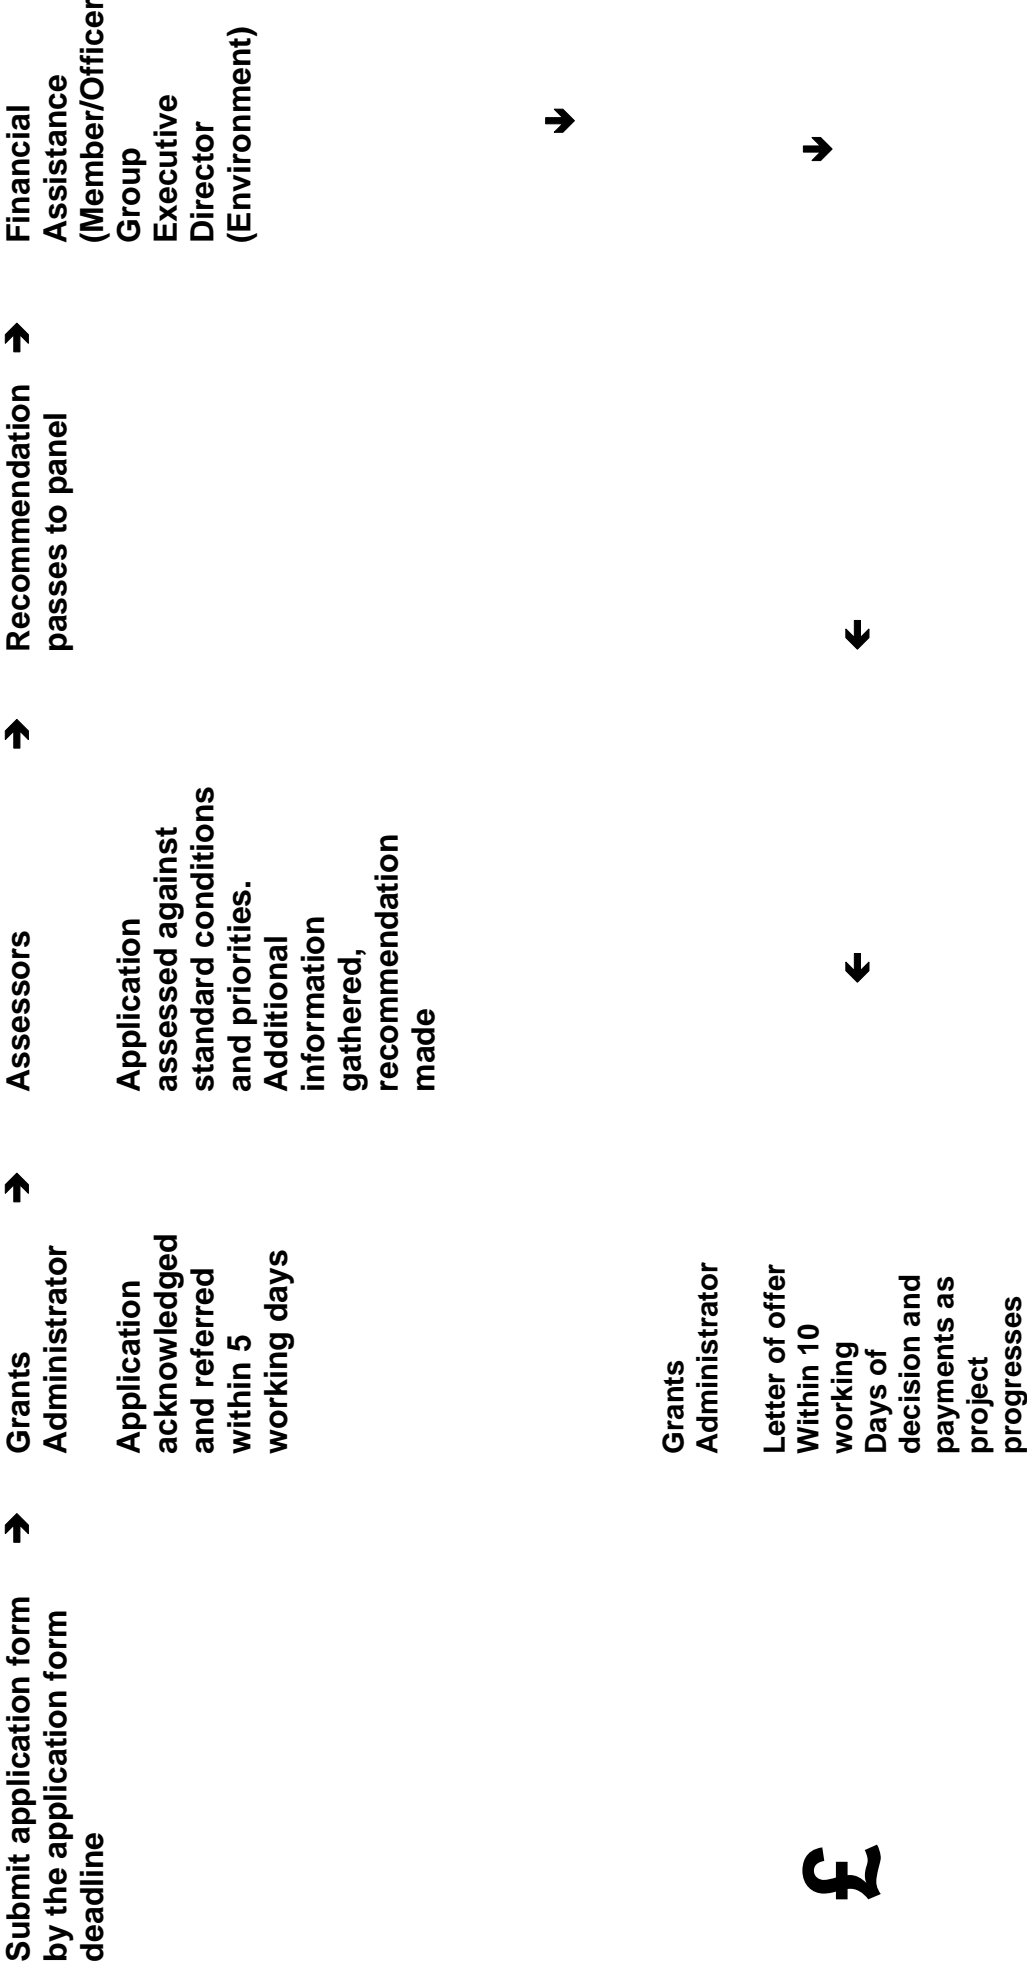 Submit application form
by the application form
deadline
➔
Grants
Administrator
Application
acknowledged
and referred
within 5
working days
➔
Assessors
Application
assessed against
standard conditions
and priorities.
Additional
information
gathered,
recommendation
made
➔
Recommendation
passes to panel
➔
Financial
Assistance
(Member/Officer
Group
Executive
Director
(Environment)
Grants
Administrator
Letter of offer
Within 10
working
Days of
decision and
payments as
project
progresses
£